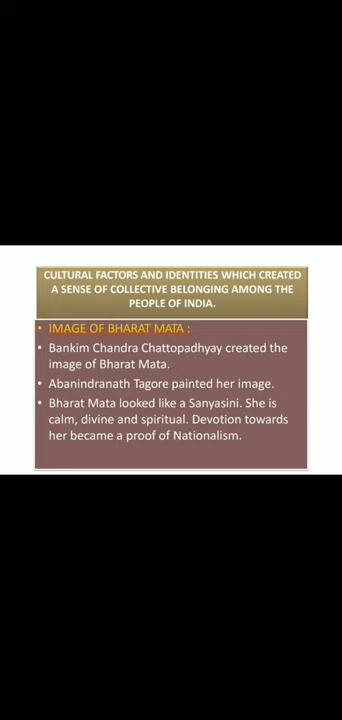 CULTURAL FACTORS AND IDENTITIES WHICH CREATED
A SENSE OF COLLECTIVE BELONGING AMONG THE
PEOPLE OF INDIA.
• IMAGE OF BHARAT MATA :
• Bankim Chandra Chattopadhyay created the
image of Bharat Mata.
• Abanindranath Tagore painted her image.
• Bharat Mata looked like a Sanyasini. She is
calm, divine and spiritual. Devotion towards
her became a proof of Nationalism.